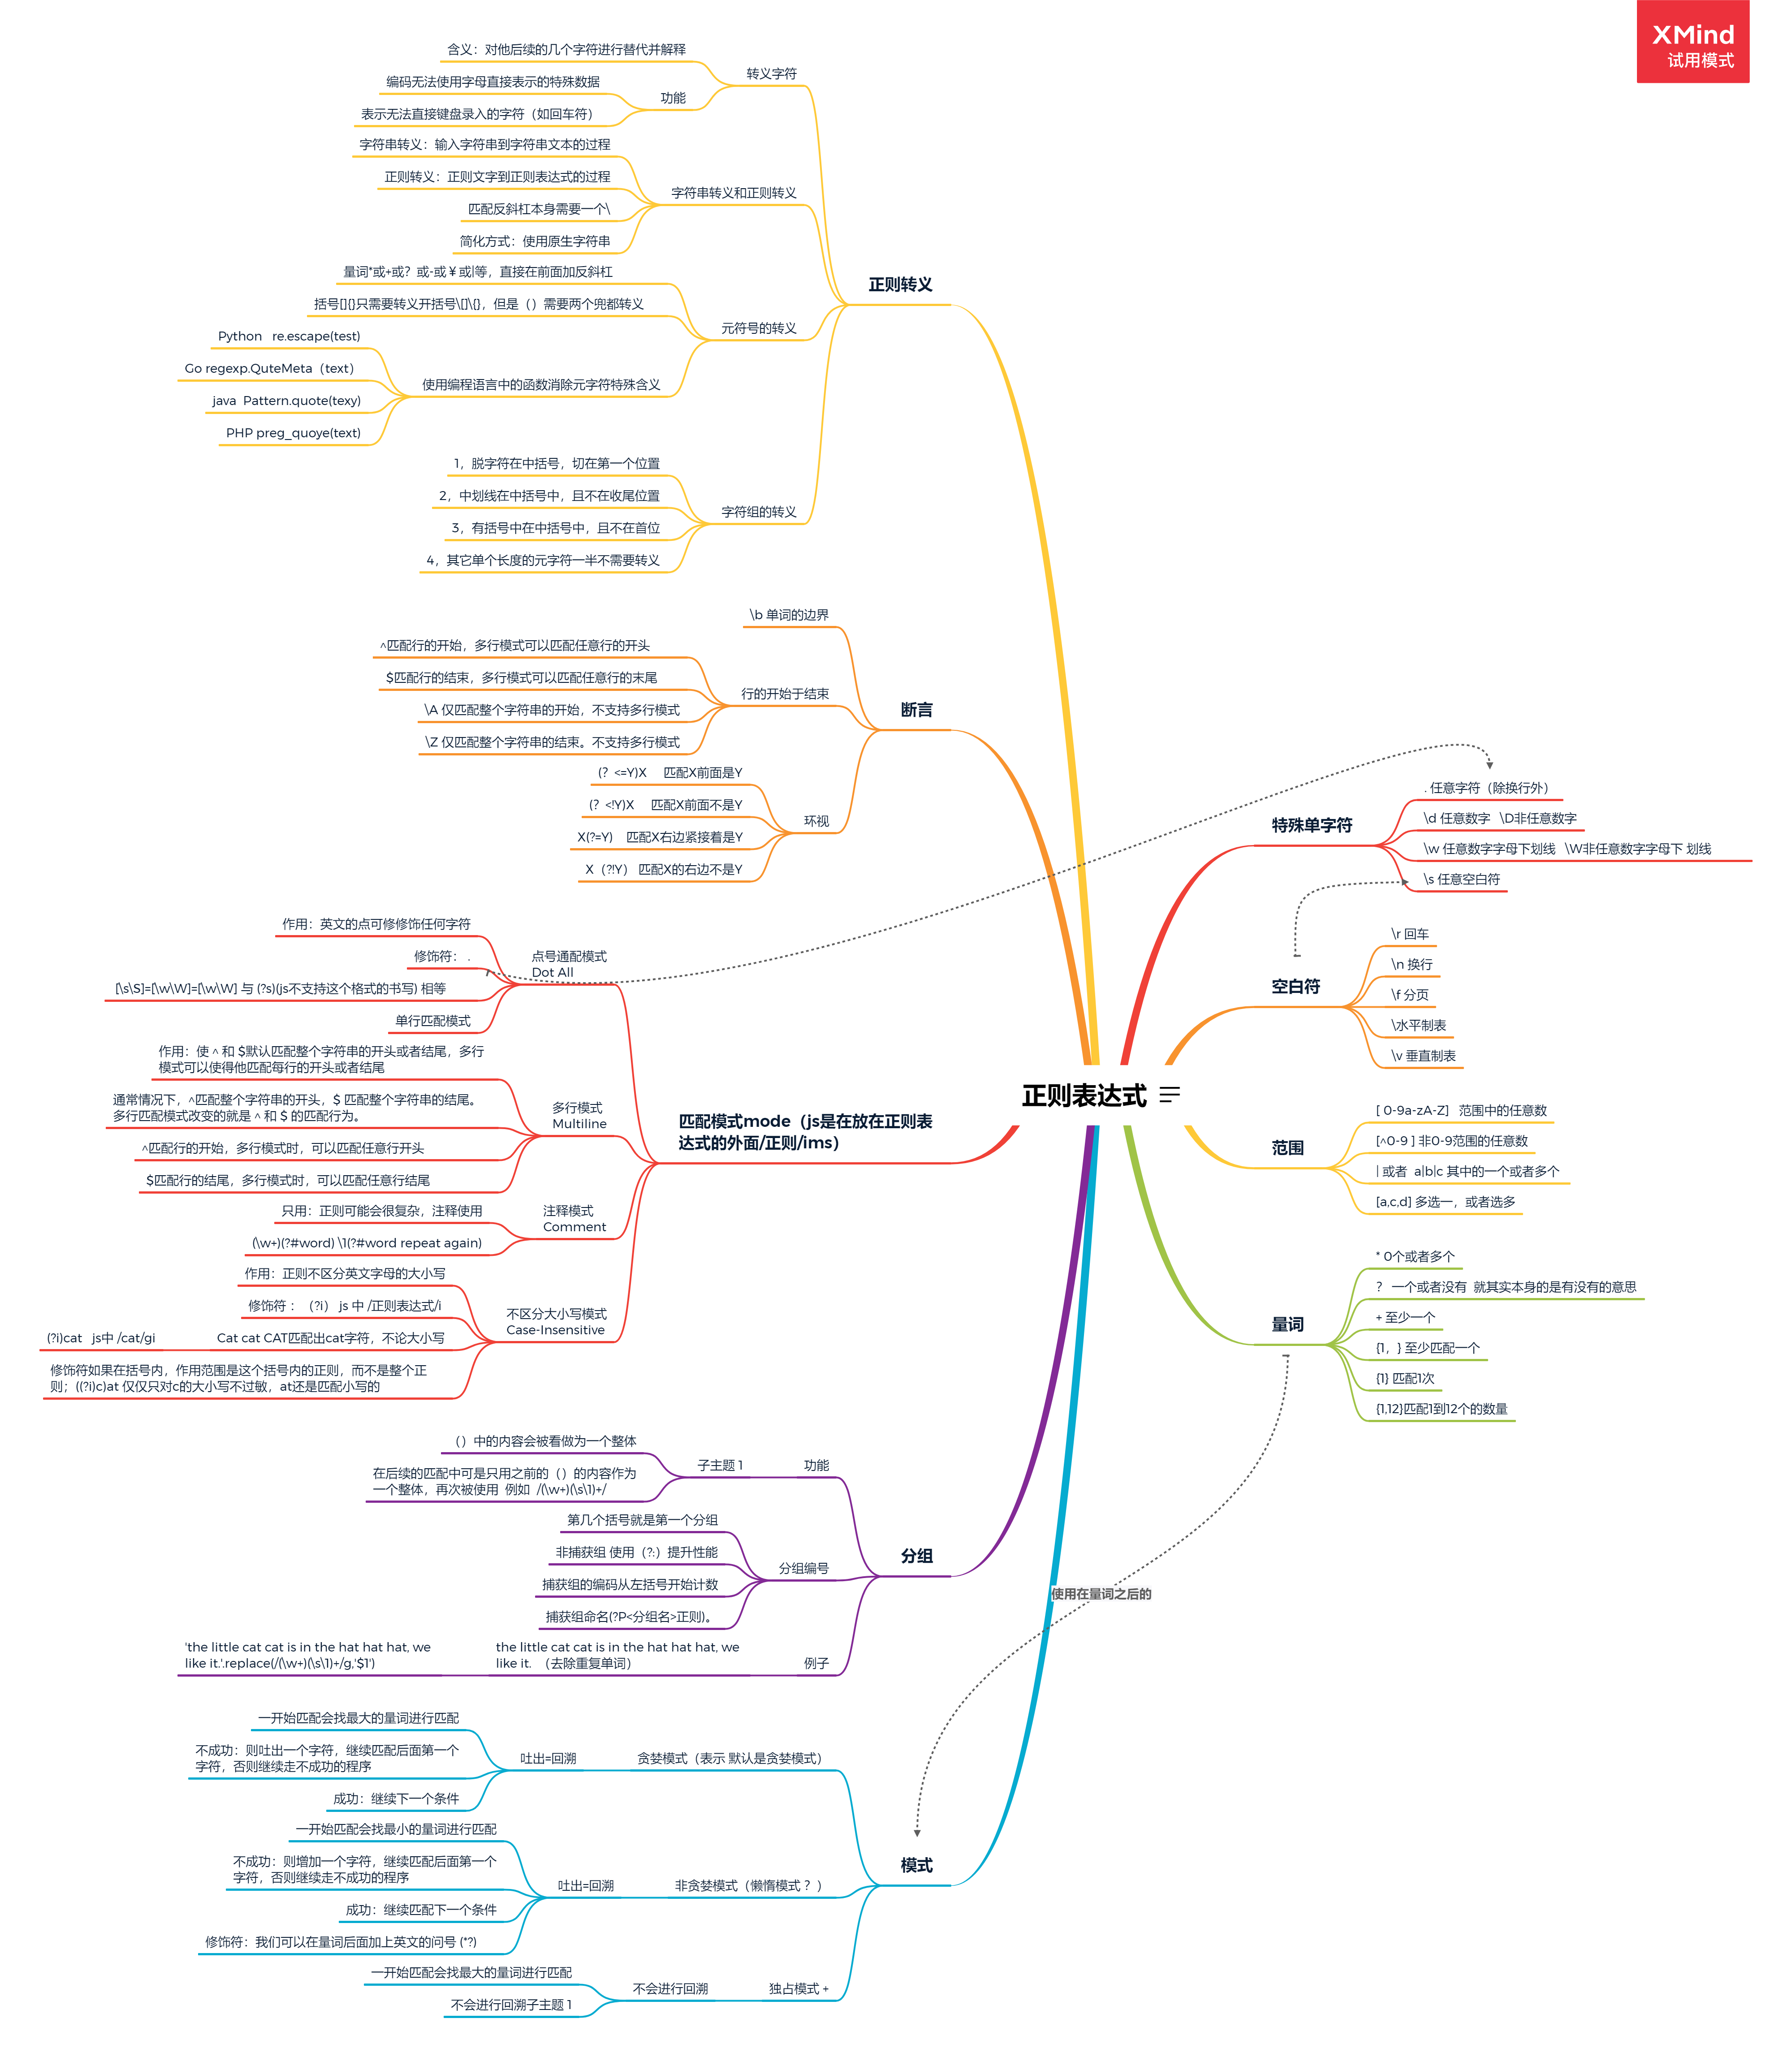 XMind
试用模式
正则表达式
特殊单字符
. 任意字符（除换行外）
\d 任意数字 \D非任意数字
\w 任意数字字母下划线 \W非任意数字字母下 划线
\s 任意空白符
空白符
\r 回车
\n 换行
\f 分页
\水平制表
\v 垂直制表
范围
[ 0-9a-zA-Z] 范围中的任意数
[^0-9 ] 非0-9范围的任意数
| 或者 a|b|c 其中的一个或者多个
[a,c,d] 多选一，或者选多
量词
* 0个或者多个
？ 一个或者没有 就其实本身的是有没有的意思
+ 至少一个
{1，} 至少匹配一个
{1} 匹配1次
{1,12}匹配1到12个的数量
使用在量词之后的
正则转义
转义字符
含义：对他后续的几个字符进行替代并解释
功能
编码无法使用字母直接表示的特殊数据
表示无法直接键盘录入的字符（如回车符）
字符串转义和正则转义
字符串转义：输入字符串到字符串文本的过程
正则转义：正则文字到正则表达式的过程
匹配反斜杠本身需要一个\
简化方式：使用原生字符串
元符号的转义
量词*或+或？或-或￥或|等，直接在前面加反斜杠
括号[]{}只需要转义开括号\[]\{}，但是（）需要两个兜都转义
使用编程语言中的函数消除元字符特殊含义
Python re.escape(test)
Go regexp.QuteMeta（text）
java Pattern.quote(texy)
PHP preg_quoye(text)
字符组的转义
1，脱字符在中括号，切在第一个位置
2，中划线在中括号中，且不在收尾位置
3，有括号中在中括号中，且不在首位
4，其它单个长度的元字符一半不需要转义
断言
\b 单词的边界
行的开始于结束
^匹配行的开始，多行模式可以匹配任意行的开头
$匹配行的结束，多行模式可以匹配任意行的末尾
\A 仅匹配整个字符串的开始，不支持多行模式
\Z 仅匹配整个字符串的结束。不支持多行模式
环视
(？<=Y)X 匹配X前面是Y
(？<!Y)X 匹配X前面不是Y
X(?=Y) 匹配X右边紧接着是Y
X（?!Y） 匹配X的右边不是Y
匹配模式mode（js是在放在正则表
达式的外面/正则/ims）
点号通配模式
Dot All
作用：英文的点可修修饰任何字符
修饰符： .
[\s\S]=[\w\W]=[\w\W] 与 (?s)(js不支持这个格式的书写) 相等
单行匹配模式
多行模式
Multiline
作用：使 ^ 和 $默认匹配整个字符串的开头或者结尾，多行
模式可以使得他匹配每行的开头或者结尾
通常情况下，^匹配整个字符串的开头，$ 匹配整个字符串的结尾。
多行匹配模式改变的就是 ^ 和 $ 的匹配行为。
^匹配行的开始，多行模式时，可以匹配任意行开头
$匹配行的结尾，多行模式时，可以匹配任意行结尾
注释模式
Comment
只用：正则可能会很复杂，注释使用
(\w+)(?#word) \1(?#word repeat again)
不区分大小写模式
Case-Insensitive
作用：正则不区分英文字母的大小写
修饰符 ：（?i） js 中 /正则表达式/i
Cat cat CAT匹配出cat字符，不论大小写
(?i)cat js中 /cat/gi
修饰符如果在括号内，作用范围是这个括号内的正则，而不是整个正
则；((?i)c)at 仅仅只对c的大小写不过敏，at还是匹配小写的
分组
功能
子主题 1
（）中的内容会被看做为一个整体
在后续的匹配中可是只用之前的（）的内容作为
一个整体，再次被使用 例如 /(\w+)(\s\1)+/
分组编号
第几个括号就是第一个分组
非捕获组 使用（?:）提升性能
捕获组的编码从左括号开始计数
捕获组命名(?P<分组名>正则)。
例子
the little cat cat is in the hat hat hat, we
like it. （去除重复单词）
'the little cat cat is in the hat hat hat, we
like it.'.replace(/(\w+)(\s\1)+/g,'$1')
模式
贪婪模式（表示 默认是贪婪模式）
吐出=回溯
一开始匹配会找最大的量词进行匹配
不成功：则吐出一个字符，继续匹配后面第一个
字符，否则继续走不成功的程序
成功：继续下一个条件
非贪婪模式（懒惰模式 ？ ）
吐出=回溯
一开始匹配会找最小的量词进行匹配
不成功：则增加一个字符，继续匹配后面第一个
字符，否则继续走不成功的程序
成功：继续匹配下一个条件
修饰符：我们可以在量词后面加上英文的问号 (*?)
独占模式 +
不会进行回溯
一开始匹配会找最大的量词进行匹配
不会进行回溯子主题 1